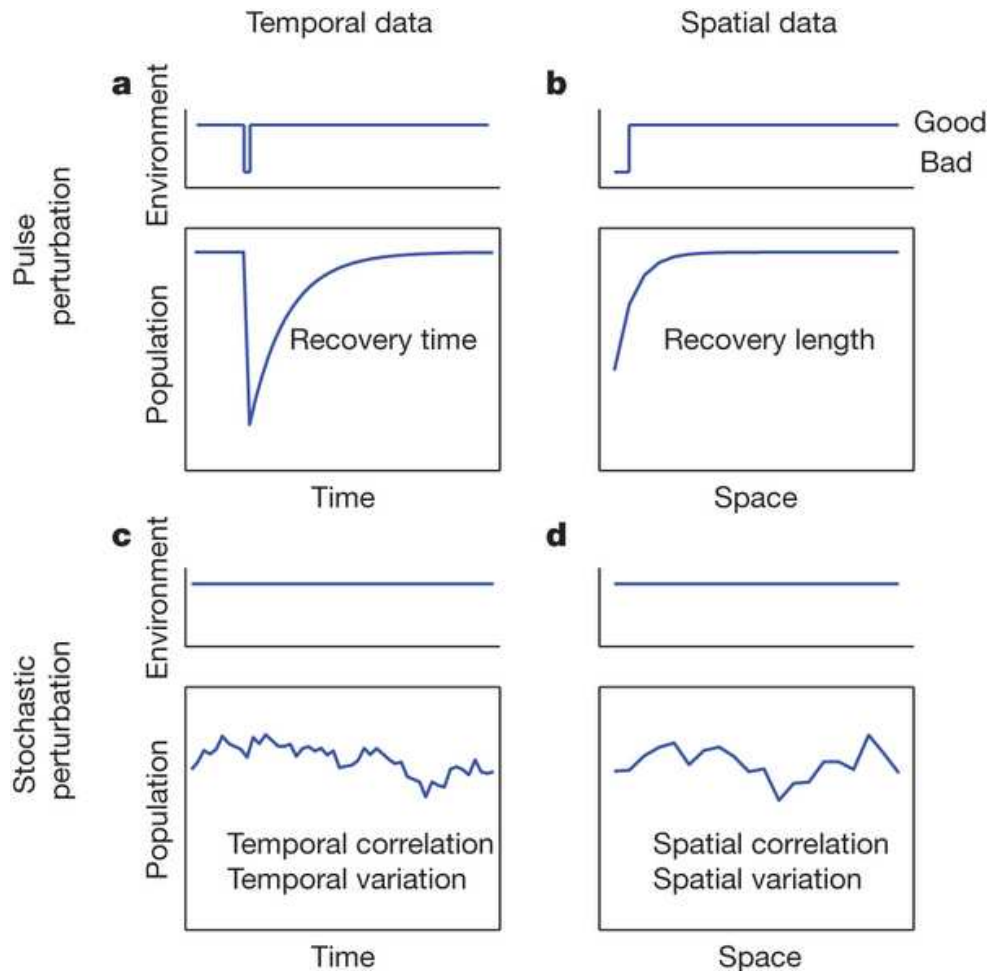 Temporal data
Spatial data
a
b
Environment
Good
Bad
Pulse
perturbation
Population
Recovery time
Recovery length
Time
Space
c
d
Environment
Stochastic
perturbation
Population
Temporal correlation
Temporal variation
Spatial correlation
Spatial variation
Time
Space